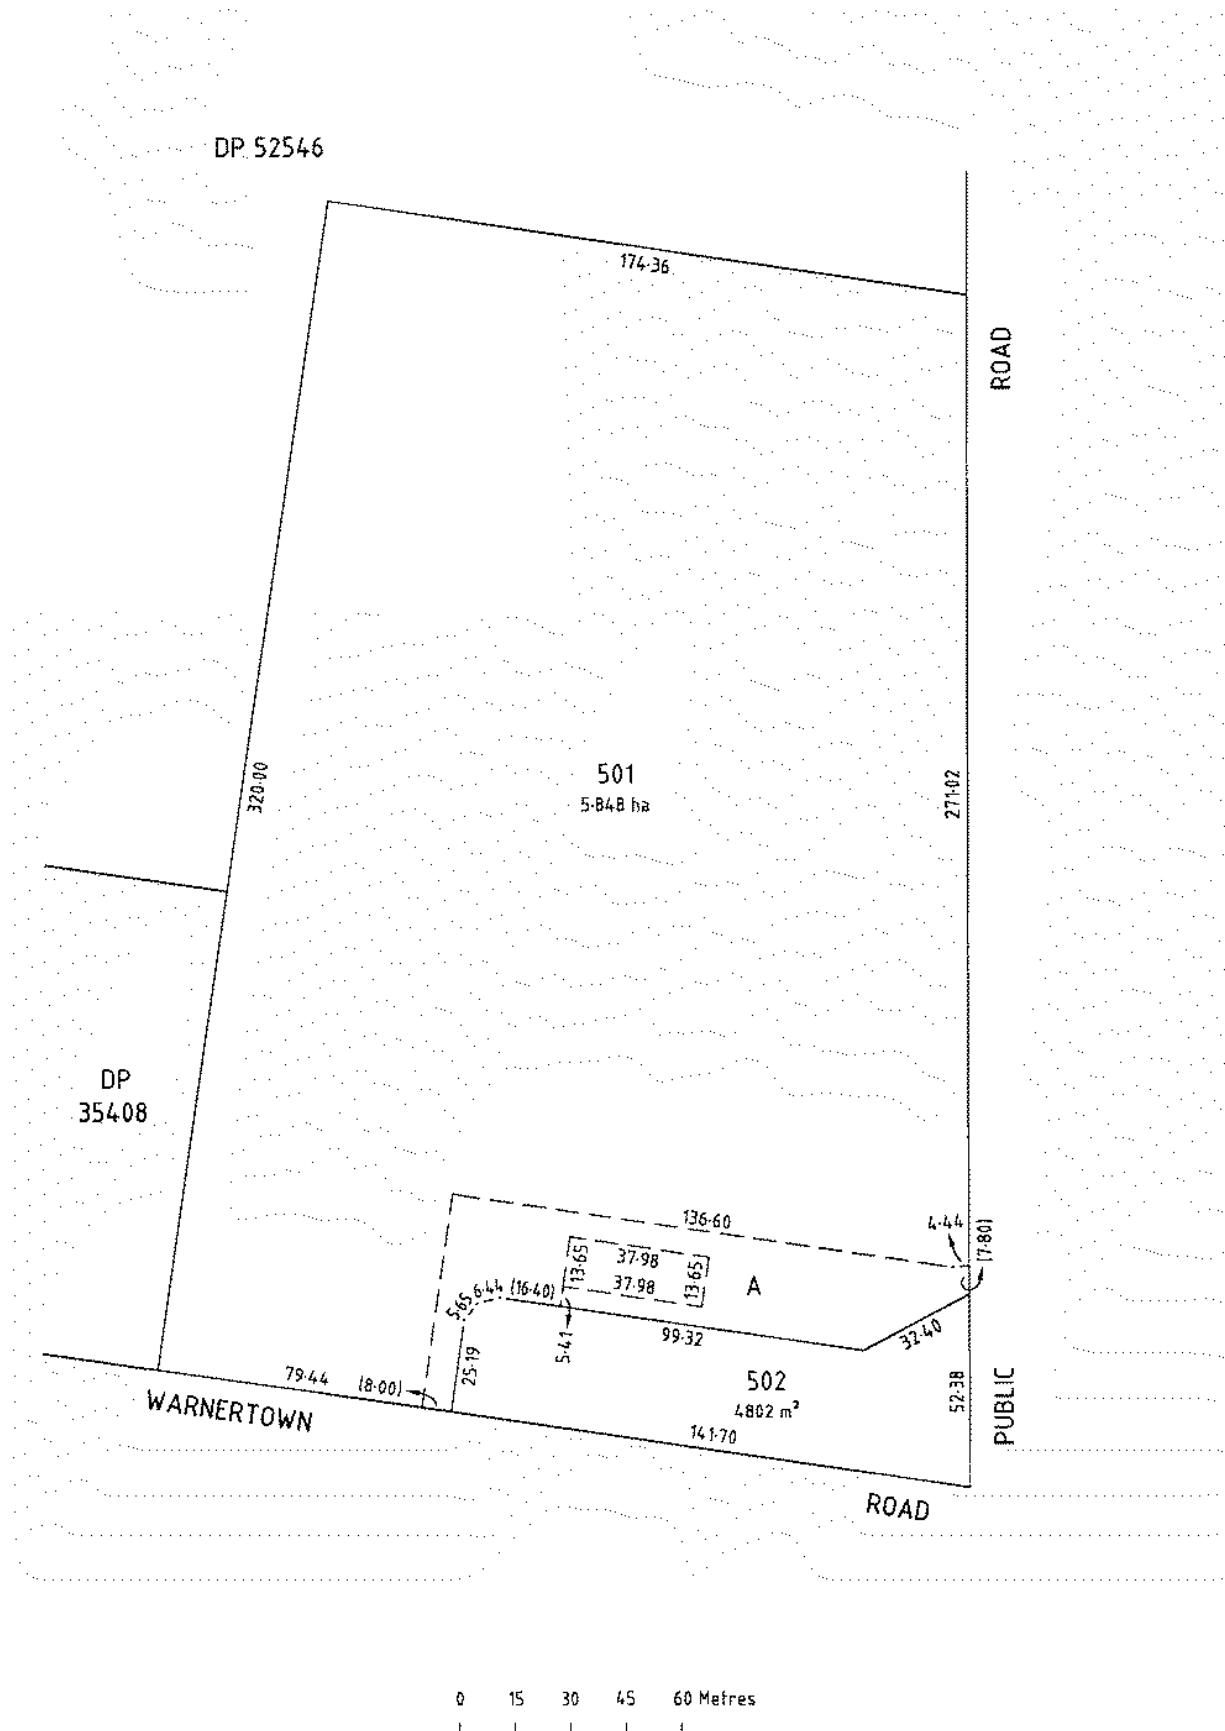 DP 52546
174·36
ROAD
320·00
501
5·848 ha
271·02
DP
35408
136·60
4·44
(7·80)
13·65
37·98
37·98
13·65
A
5·65
6·44
(16·40)
5·41
99·32
32·40
25·19
79·44
(8·00)
502
4802 m²
52·38
PUBLIC
WARNERTOWN
141·70
ROAD
0 15 30 45 60 Metres